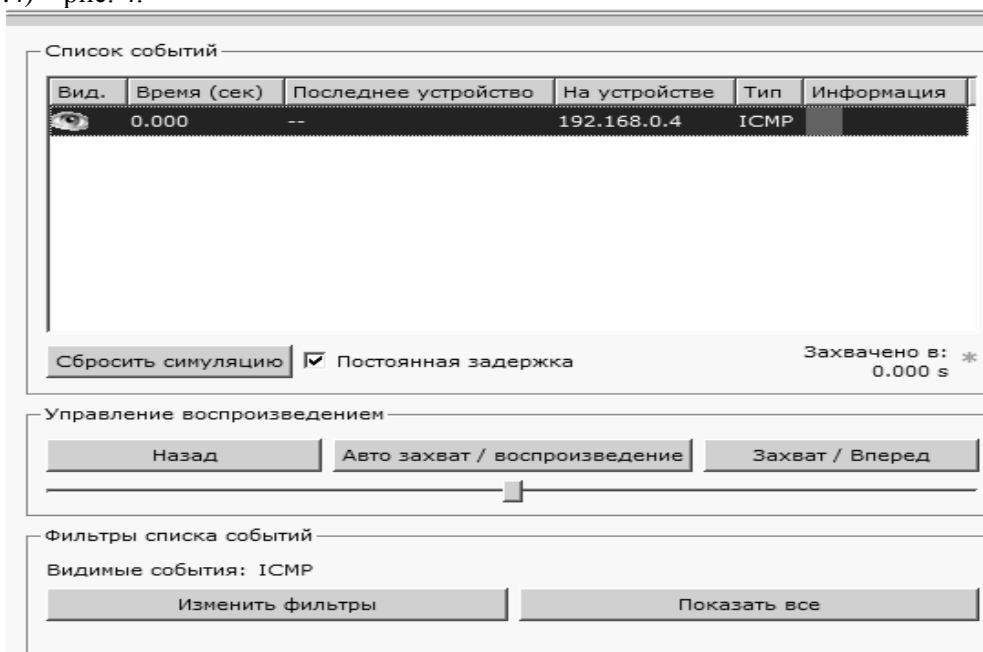 рис. 4.
Список событий
Вид. Время (сек) Последнее устройство На устройстве Тип Информация
0.000 -- 192.168.0.4 ICMP
Сбросить симуляцию Постоянная задержка Захвачено в: *
0.000 s
Управление воспроизведением
Назад Авто захват / воспроизведение Захват / Вперед
Фильтры списка событий
Видимые события: ICMP
Изменить фильтры Показать все